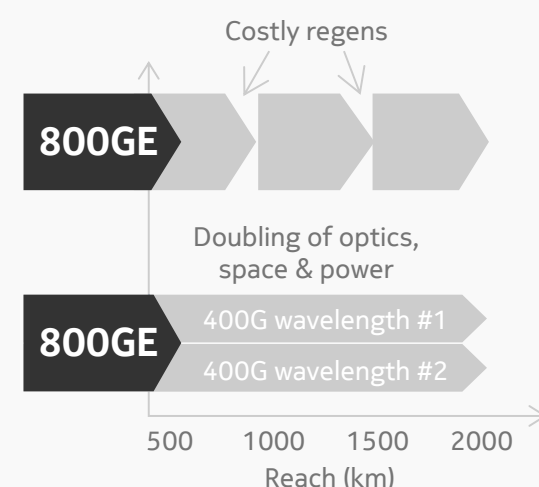 Costly regens
800GE
Doubling of optics,
space & power
800GE
400G wavelength #1
400G wavelength #2
500 1000 1500 2000
Reach (km)